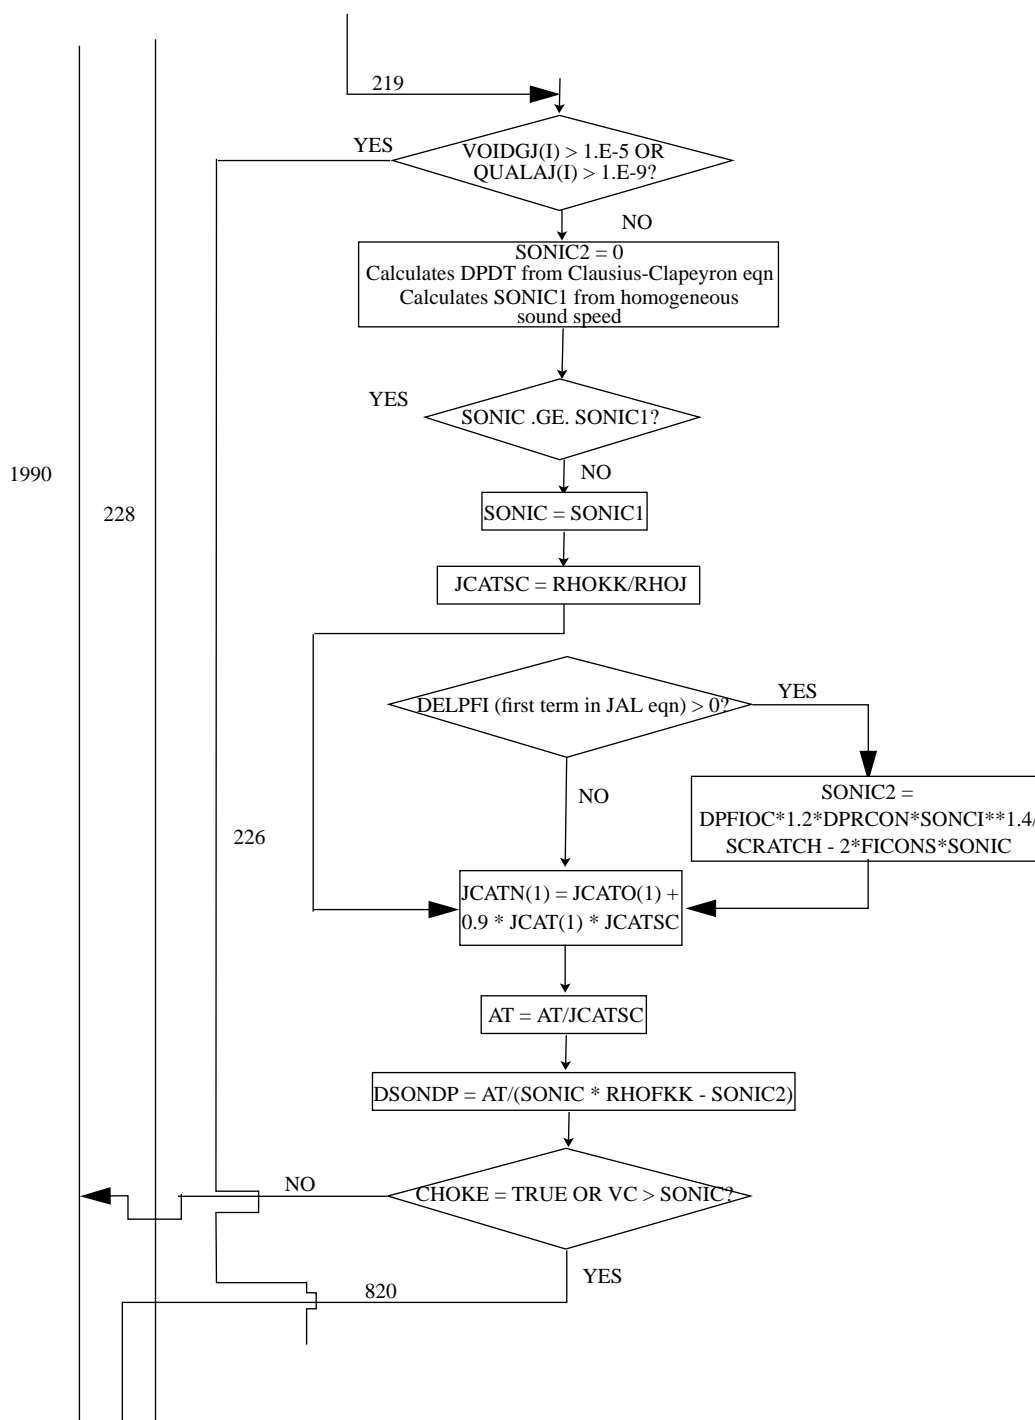 219
YES
VOIDGJ(I) > 1.E-5 OR
QUALAJ(I) > 1.E-9?
NO
SONIC2 = 0
Calculates DPDT from Clausius-Clapeyron eqn
Calculates SONIC1 from homogeneous
sound speed
YES
SONIC .GE. SONIC1?
NO
1990
228
SONIC = SONIC1
JCATSC = RHOKK/RHOJ
DELPFI (first term in JAL eqn) > 0?
YES
NO
SONIC2 =
DPFIOC*1.2*DPRCON*SONCI**1.4/
SCRATCH - 2*FICONS*SONIC
226
JCATN(1) = JCATO(1) +
0.9 * JCAT(1) * JCATSC
AT = AT/JCATSC
DSONDP = AT/(SONIC * RHOFKK - SONIC2)
NO
CHOKE = TRUE OR VC > SONIC?
YES
820